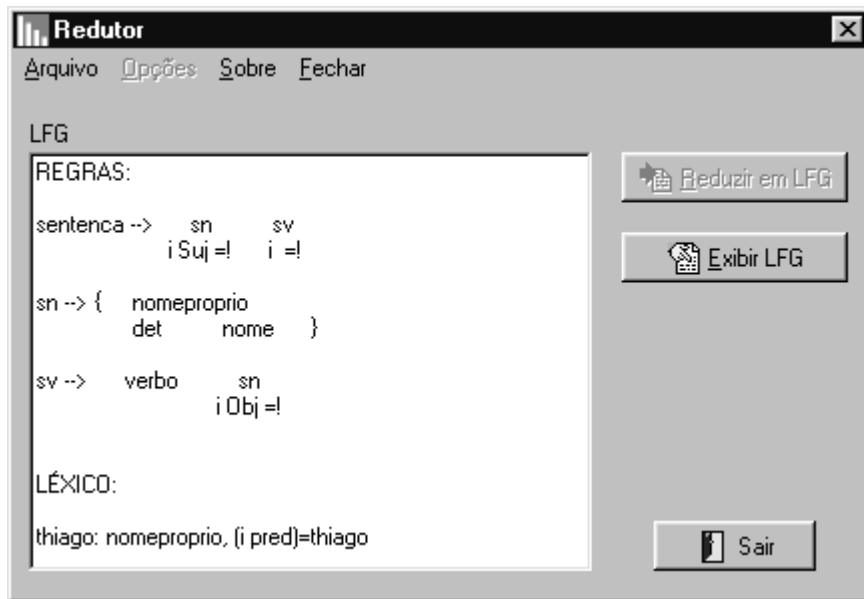 Redutor
Arquivo Opções Sobre Fechar
LFG
REGRAS:
Reduzir em LFG
sentenca --> sn sv
i Suj =! i =!
Exibir LFG
sn --> { nomeproprio
det nome }
sv --> verbo sn
i Obj =!
LÉXICO:
thiago: nomeproprio, (i pred)=thiago
Sair